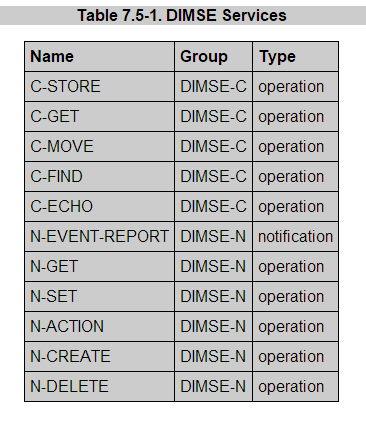 Table 7.5-1. DIMSE Services
Name Group Type
C-STORE DIMSE-C operation
C-GET DIMSE-C operation
C-MOVE DIMSE-C operation
C-FIND DIMSE-C operation
C-ECHO DIMSE-C operation
N-EVENT-REPORT DIMSE-N notification
N-GET DIMSE-N operation
N-SET DIMSE-N operation
N-ACTION DIMSE-N operation
N-CREATE DIMSE-N operation
N-DELETE DIMSE-N operation